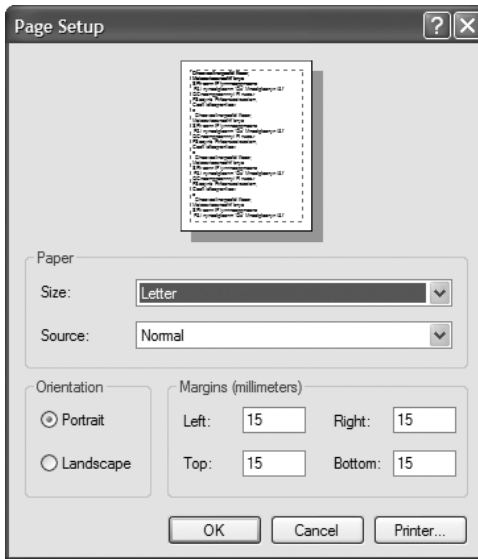 Page Setup
Paper
Size: Letter
Source: Normal
Orientation
Portrait
Landscape
Margins (millimeters)
Left: 15 Right: 15
Top: 15 Bottom: 15
OK Cancel Printer...